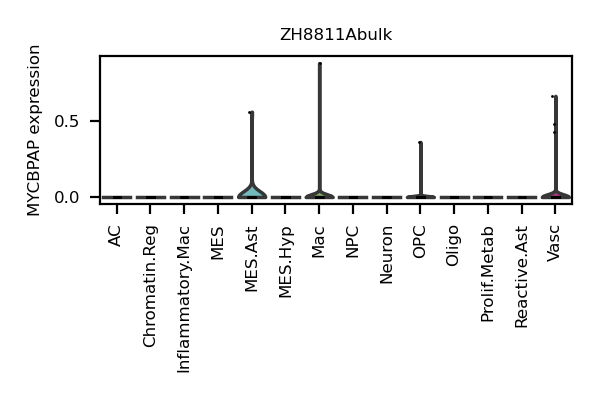 ZH8811Abulk
MYCBPAP expression
0.5
0.0
AC
Chromatin.Reg
Inflammatory.Mac
MES
MES.Ast
MES.Hyp
Mac
NPC
Neuron
OPC
Oligo
Prolif.Metab
Reactive.Ast
Vasc